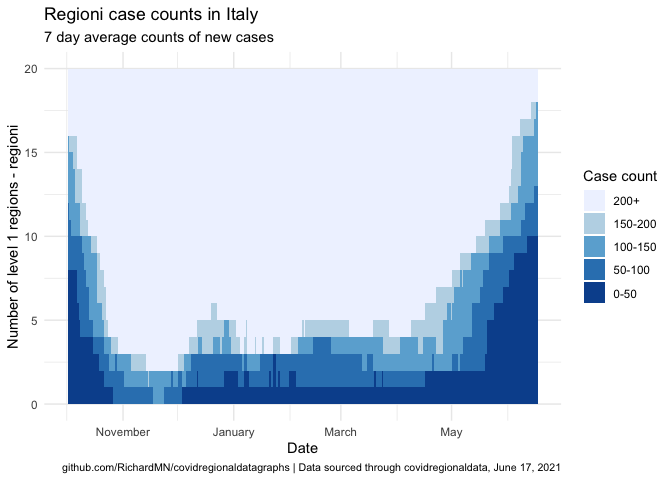 Regioni case counts in Italy
7 day average counts of new cases
Number of level 1 regions - regioni
20
15
10
5
0
November
January
March
May
Date
Case count
200+
150-200
100-150
50-100
0-50
github.com/RichardMN/covidregionaldatagraphs | Data sourced through covidregionaldata, June 17, 2021